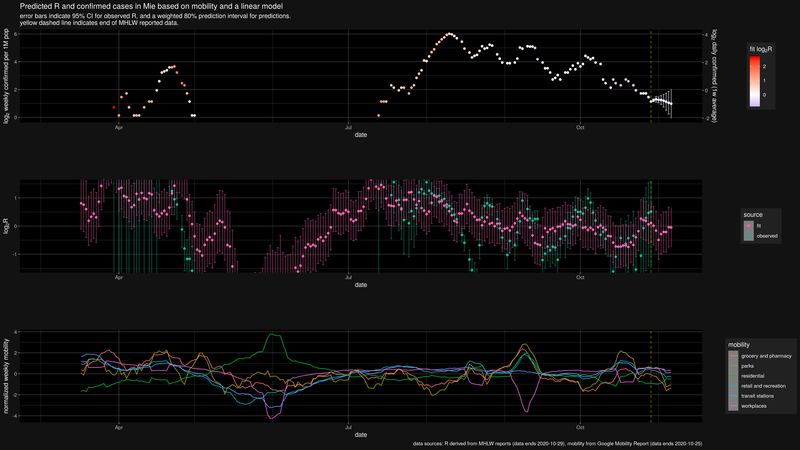 Predicted R and confirmed cases in Mie based on mobility and a linear model
error bars indicate 95% CI for observed R, and a weighted 80% prediction interval for predictions.
yellow dashed line indicates end of MHLW reported data.
log₂ weekly confirmed per 1M pop
6
4
2
0
4
2
0
-2
log₂ daily confirmed (1w average)
Apr
Jul
Oct
date
fit log₂R
2
1
0
log₂R
1
0
-1
Apr
Jul
Oct
date
source
fit
observed
normalized weekly mobility
4
2
0
-2
-4
Apr
Jul
Oct
date
mobility
grocery and pharmacy
parks
residential
retail and recreation
transit stations
workplaces
data sources: R derived from MHLW reports (data ends 2020-10-29), mobility from Google Mobility Report (data ends 2020-10-25)